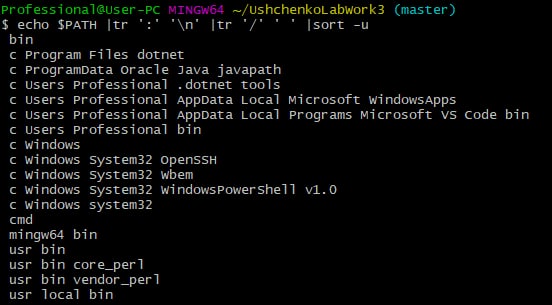 Professional@User-PC MINGW64 ~/UshchenkoLabWork3 (master)
$ echo $PATH |tr ':' '\n' |tr '/' ' ' |sort -u
bin
c Program Files dotnet
c ProgramData Oracle Java javapath
c Users Professional .dotnet tools
c Users Professional AppData Local Microsoft WindowsApps
c Users Professional AppData Local Programs Microsoft VS Code bin
c Users Professional bin
c Windows
c Windows System32 OpenSSH
c Windows System32 Wbem
c Windows System32 WindowsPowerShell v1.0
c Windows system32
cmd
mingw64 bin
usr bin
usr bin core_perl
usr bin vendor_perl
usr local bin